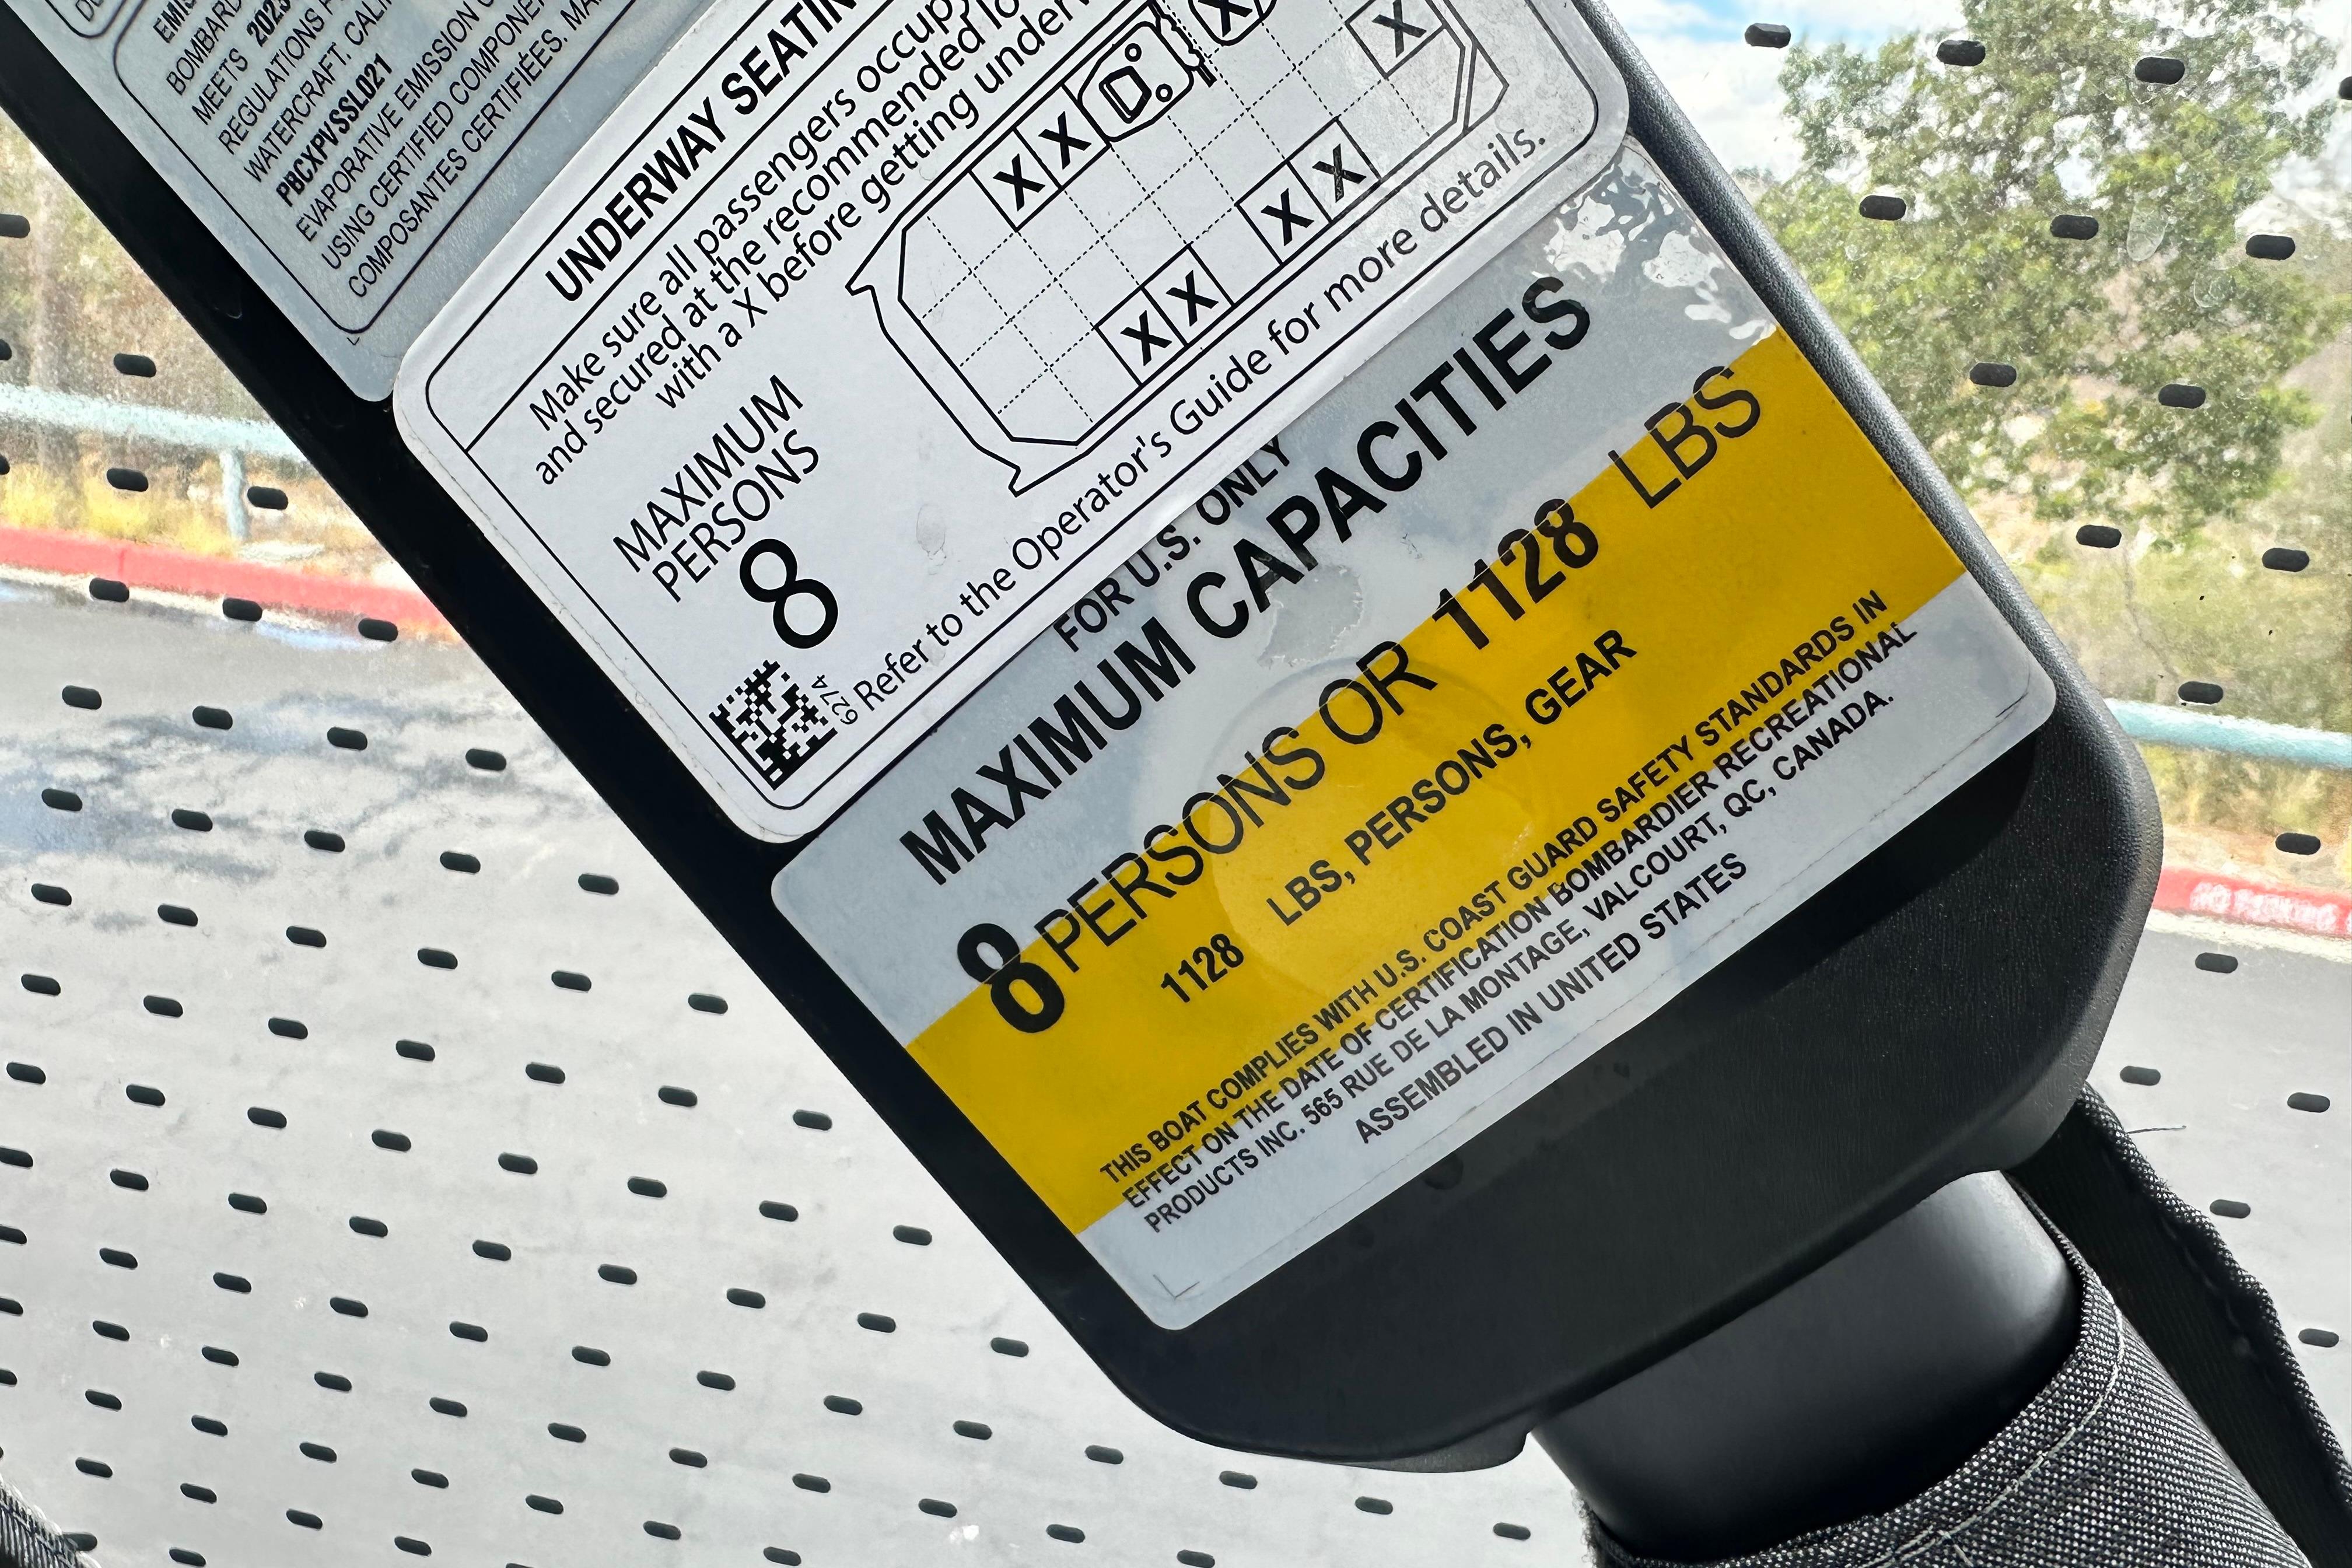 BOMBARD
MEETS 2023
REGULATIONS
WATERCRAFT. CALI
PBCXPVSSL021
EVAPORATIVE EMISSION
USING CERTIFIED COMPONE
COMPOSANTES CERTIFIÉES. MA
UNDERWAY SEATIN
Make sure all passengers occupy
and secured at the recommended lo
with a X before getting underw
MAXIMUM
PERSONS
8
X
X
X
X
X
X
X
X
6274
Refer to the Operator's Guide for more details.
FOR U.S. ONLY
MAXIMUM CAPACITIES
8 PERSONS OR 1128 LBS
1128 LBS, PERSONS, GEAR
THIS BOAT COMPLIES WITH U.S. COAST GUARD SAFETY STANDARDS IN
EFFECT ON THE DATE OF CERTIFICATION BOMBARDIER RECREATIONAL
PRODUCTS INC. 565 RUE DE LA MONTAGE, VALCOURT, QC, CANADA.
ASSEMBLED IN UNITED STATES
NO PARKING